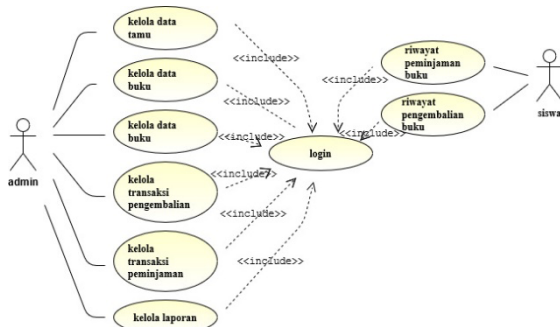 kelola data
tamu
<<include>>
kelola data
buku
<<include>>
kelola data
buku
<<include>>
kelola
transaksi
pengembalian
<<include>>
kelola
transaksi
peminjaman
<<include>>
kelola laporan
<<include>>
admin
login
riwayat
peminjaman
buku
<<include>>
riwayat
pengembalian
buku
<<include>>
siswa